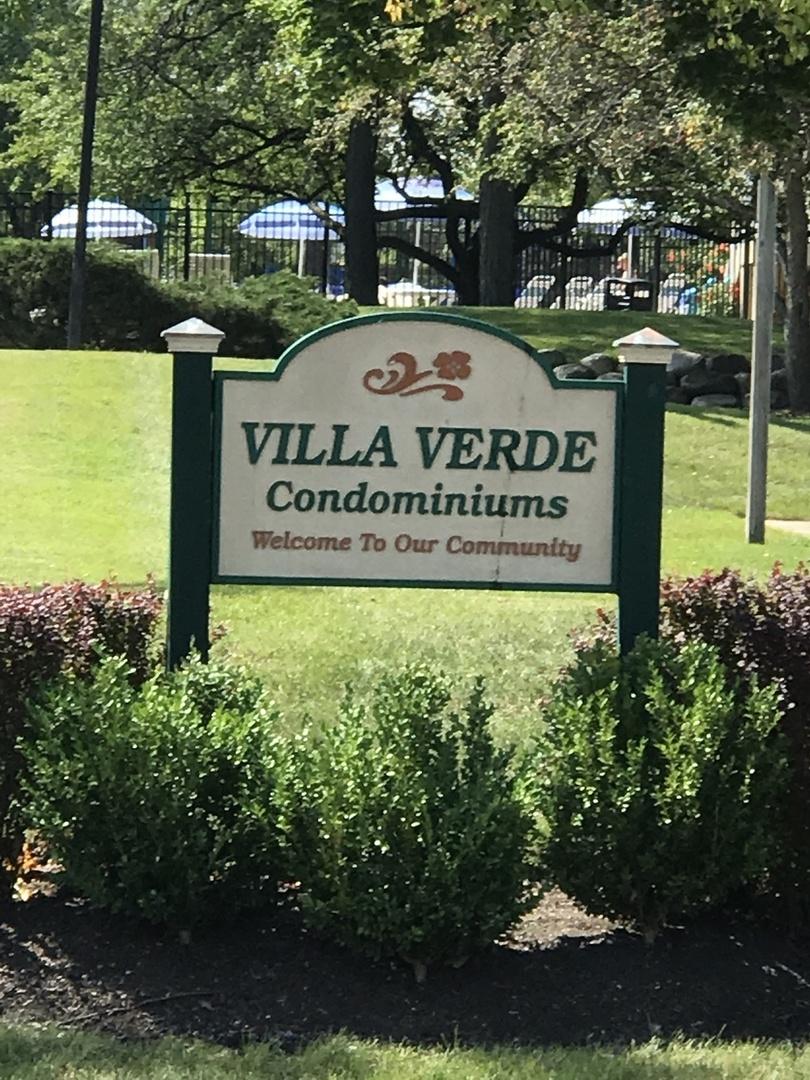 VILLA VERDE
Condominiums
Welcome To Our Community